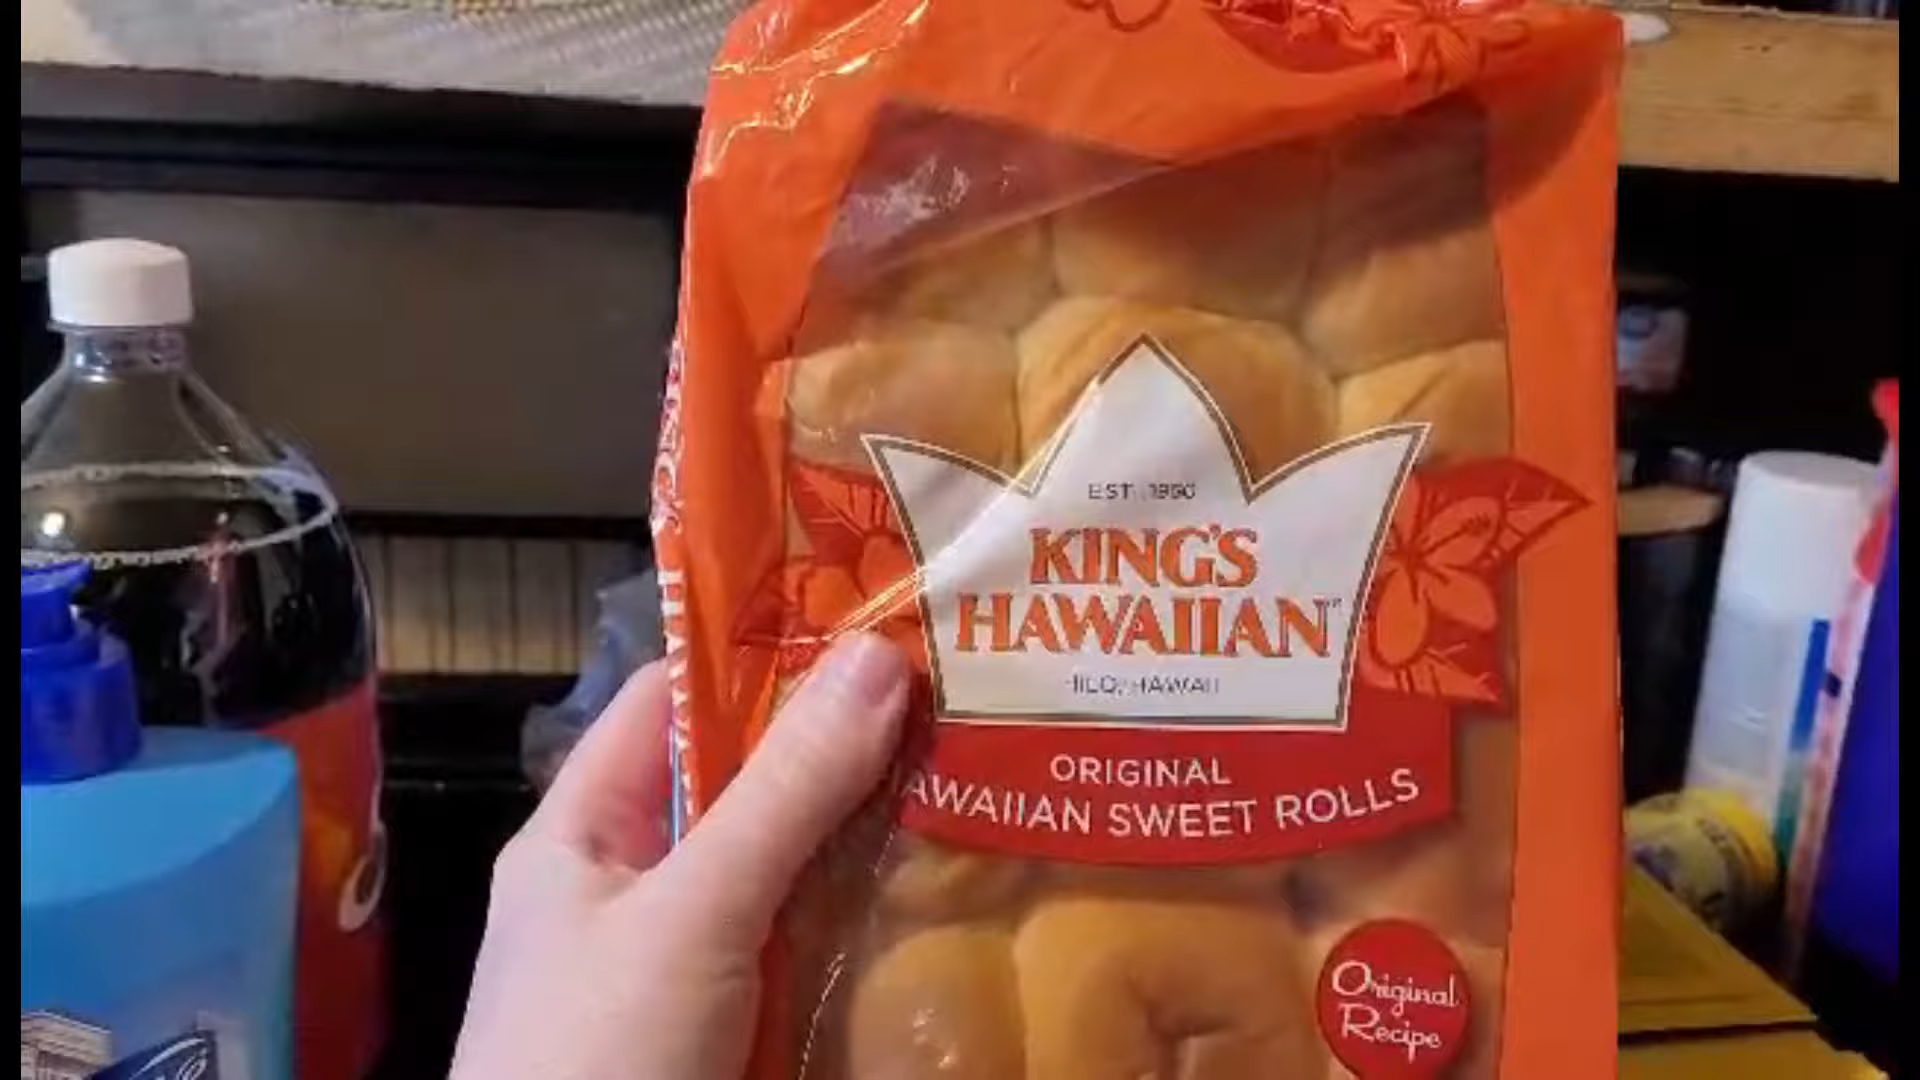 EST. 1950
KING'S
HAWAIIAN
HILO, HAWAII
ORIGINAL
AWAIIAN SWEET ROLLS
Original
Recipe